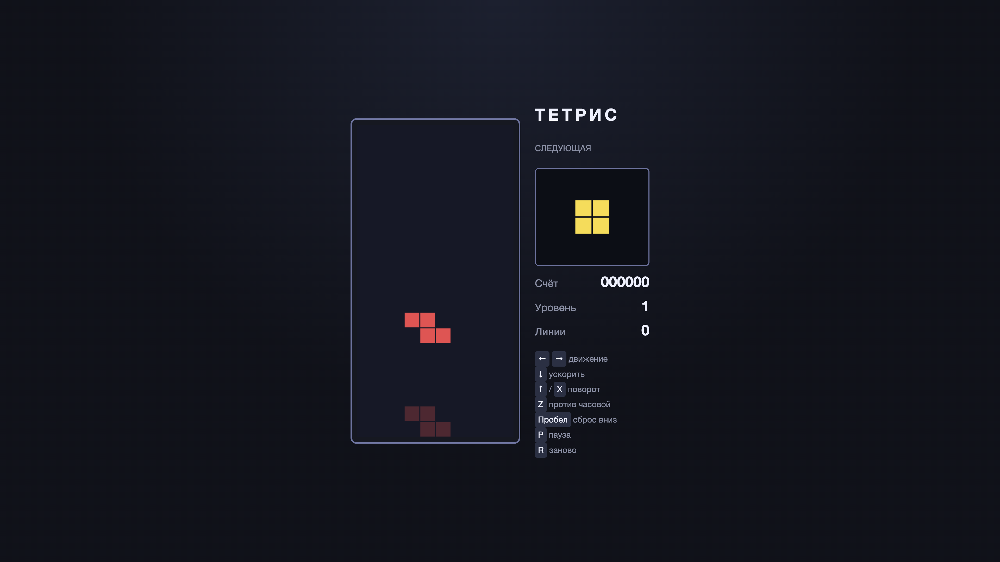 ТЕТРИС
СЛЕДУЮЩАЯ
Счёт 000000
Уровень 1
Линии 0
← → движение
↓ ускорить
↑ / X поворот
Z против часовой
Пробел сброс вниз
P пауза
R заново